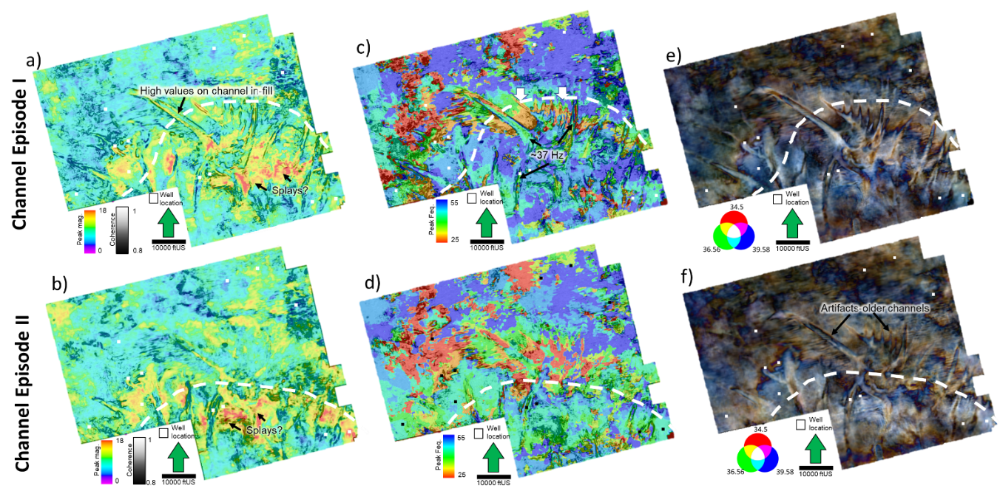 Channel Episode I
a)
High values on channel in-fill
Splays?
Well
location
18
Peak mag.
0
1
Coherence
0.8
10000 ftUS
c)
~37 Hz
Well
location
55
Peak Feq.
25
10000 ftUS
e)
34.5
36.56
39.58
Well
location
10000 ftUS
Channel Episode II
b)
Splays?
Well
location
18
Peak mag.
0
1
Coherence
0.8
10000 ftUS
d)
Well
location
55
Peak Feq.
25
10000 ftUS
f)
Artifacts-older channels
34.5
36.56
39.58
Well
location
10000 ftUS